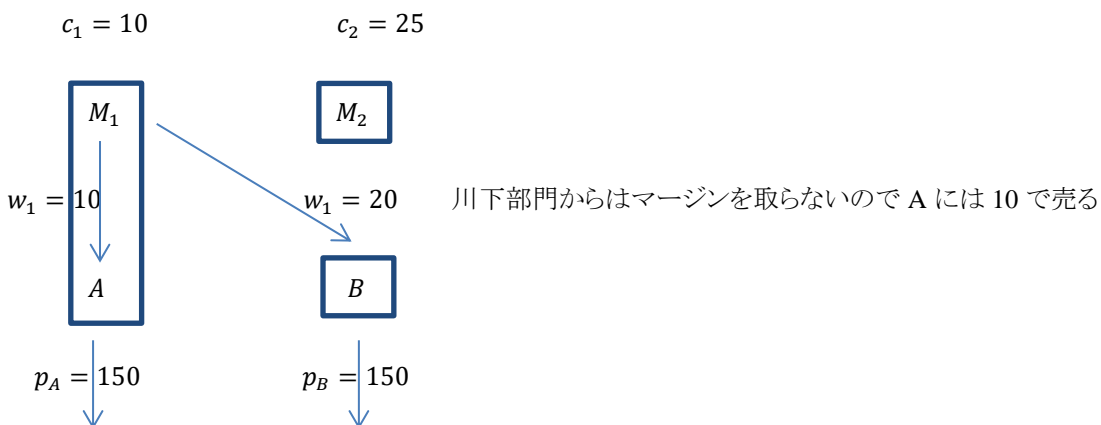 c₁ = 10
c₂ = 25
M₁
M₂
w₁ = 10
w₁ = 20
川下部門からはマージンを取らないので A には 10 で売る
A
B
p_A = 150
p_B = 150